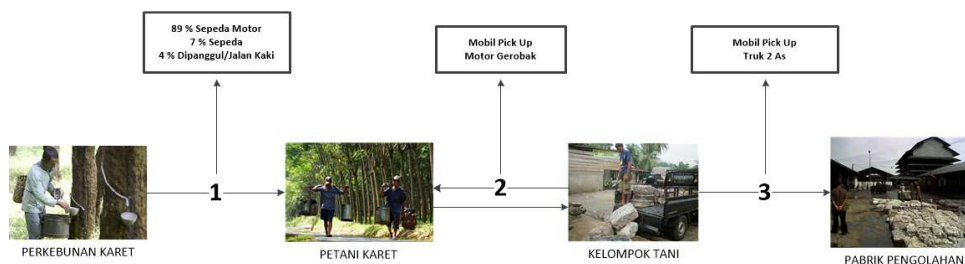 89 % Sepeda Motor
7 % Sepeda
4 % Dipanggul/Jalan Kaki
Mobil Pick Up
Motor Gerobak
Mobil Pick Up
Truk 2 As
1
2
3
PERKEBUNAN KARET
PETANI KARET
KELOMPOK TANI
PABRIK PENGOLAHAN